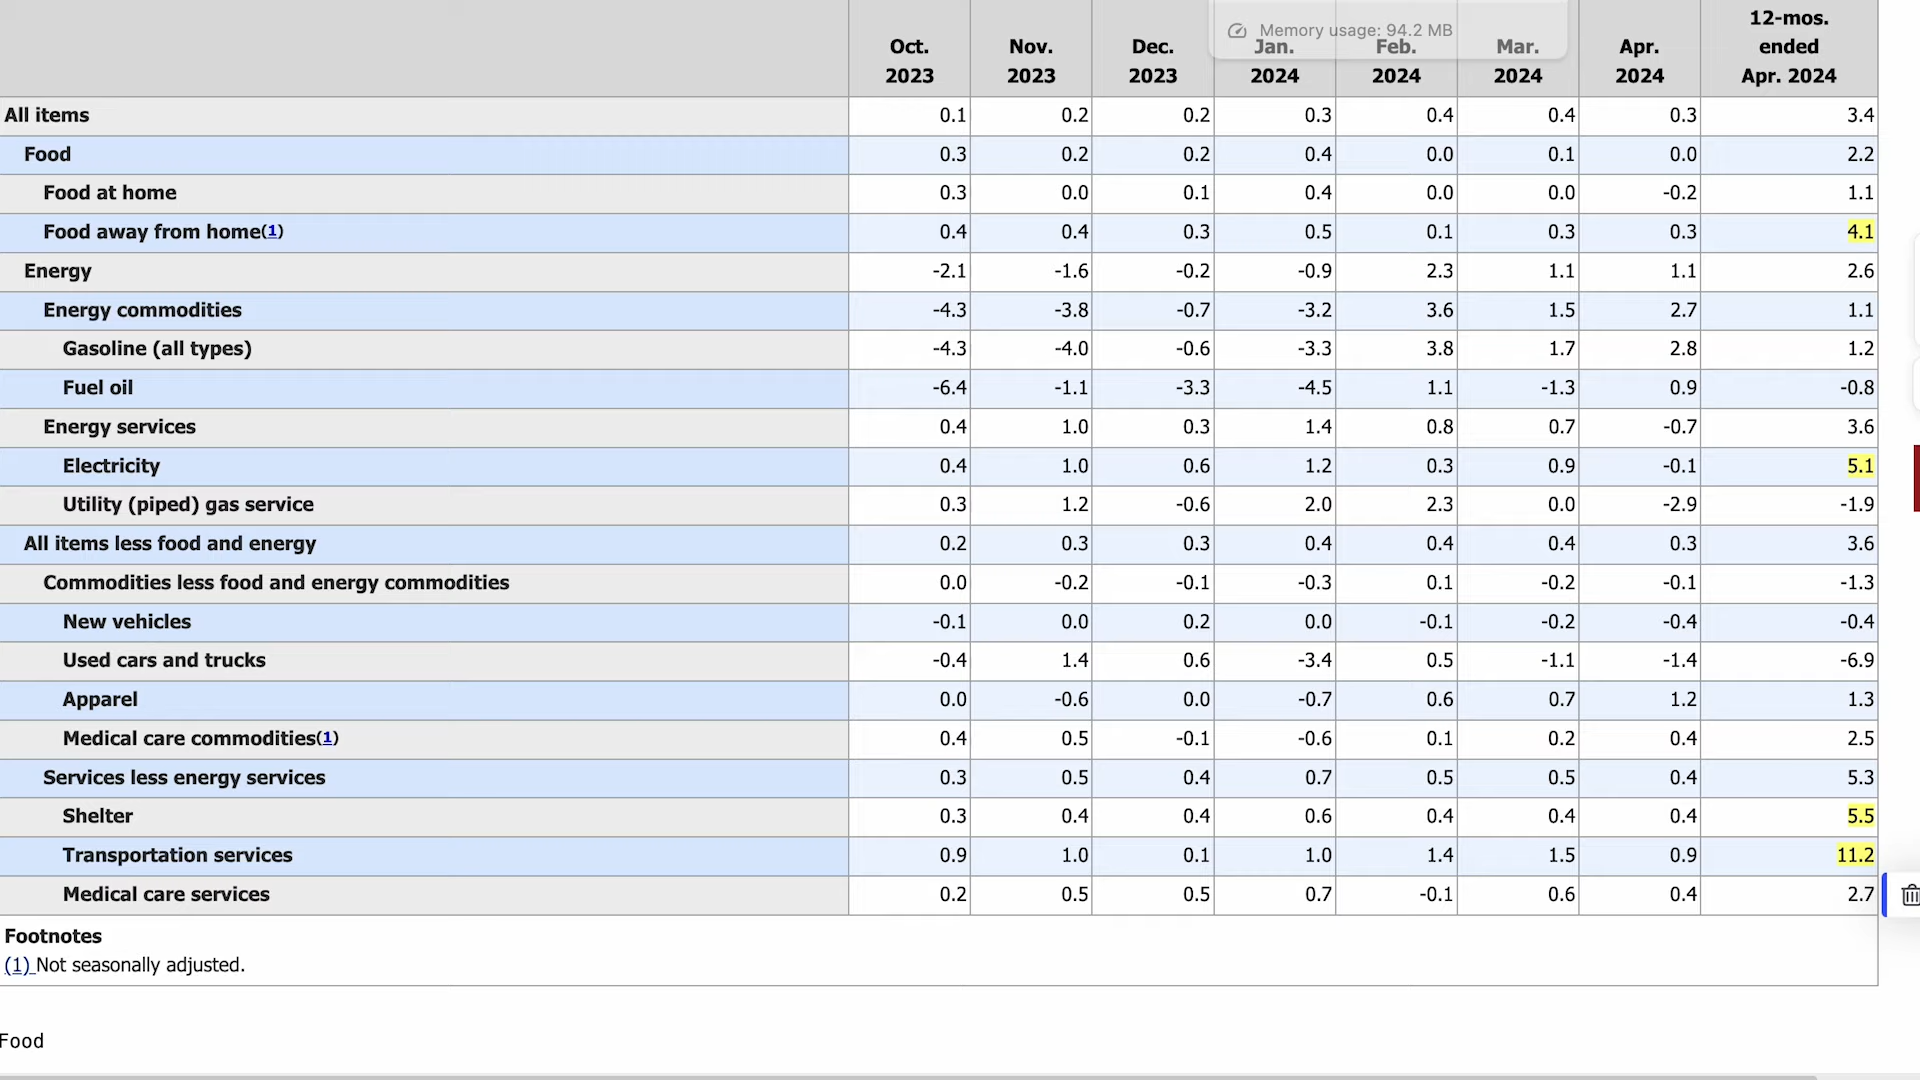 Memory usage: 94.2 MB
Oct. 2023 Nov. 2023 Dec. 2023 Jan. 2024 Feb. 2024 Mar. 2024 Apr. 2024 12-mos. ended Apr. 2024
All items 0.1 0.2 0.2 0.3 0.4 0.4 0.3 3.4
Food 0.3 0.2 0.2 0.4 0.0 0.1 0.0 2.2
Food at home 0.3 0.0 0.1 0.4 0.0 0.0 -0.2 1.1
Food away from home(1) 0.4 0.4 0.3 0.5 0.1 0.3 0.3 4.1
Energy -2.1 -1.6 -0.2 -0.9 2.3 1.1 1.1 2.6
Energy commodities -4.3 -3.8 -0.7 -3.2 3.6 1.5 2.7 1.1
Gasoline (all types) -4.3 -4.0 -0.6 -3.3 3.8 1.7 2.8 1.2
Fuel oil -6.4 -1.1 -3.3 -4.5 1.1 -1.3 0.9 -0.8
Energy services 0.4 1.0 0.3 1.4 0.8 0.7 -0.7 3.6
Electricity 0.4 1.0 0.6 1.2 0.3 0.9 -0.1 5.1
Utility (piped) gas service 0.3 1.2 -0.6 2.0 2.3 0.0 -2.9 -1.9
All items less food and energy 0.2 0.3 0.3 0.4 0.4 0.4 0.3 3.6
Commodities less food and energy commodities 0.0 -0.2 -0.1 -0.3 0.1 -0.2 -0.1 -1.3
New vehicles -0.1 0.0 0.2 0.0 -0.1 -0.2 -0.4 -0.4
Used cars and trucks -0.4 1.4 0.6 -3.4 0.5 -1.1 -1.4 -6.9
Apparel 0.0 -0.6 0.0 -0.7 0.6 0.7 1.2 1.3
Medical care commodities(1) 0.4 0.5 -0.1 -0.6 0.1 0.2 0.4 2.5
Services less energy services 0.3 0.5 0.4 0.7 0.5 0.5 0.4 5.3
Shelter 0.3 0.4 0.4 0.6 0.4 0.4 0.4 5.5
Transportation services 0.9 1.0 0.1 1.0 1.4 1.5 0.9 11.2
Medical care services 0.2 0.5 0.5 0.7 -0.1 0.6 0.4 2.7
Footnotes
(1) Not seasonally adjusted.
Food